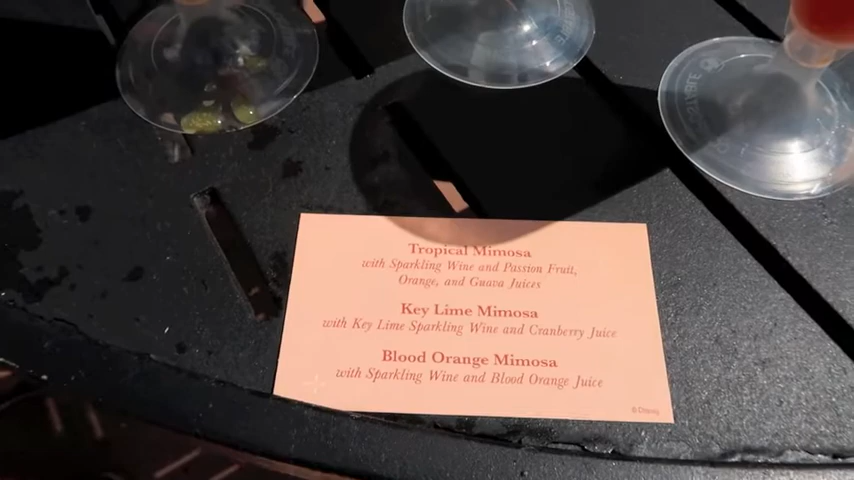 Tropical Mimosa
with Sparkling Wine and Passion Fruit,
Orange, and Guava Juices
Key Lime Mimosa
with Key Lime Sparkling Wine and Cranberry Juice
Blood Orange Mimosa
with Sparkling Wine and Blood Orange Juice
© Disney